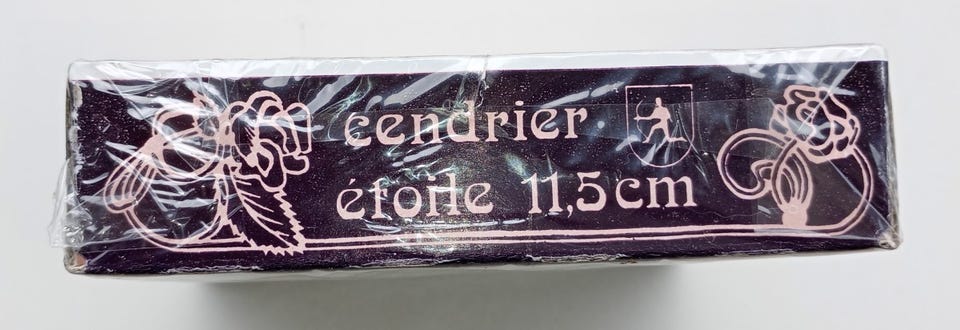 cendrier
étoile 11,5cm